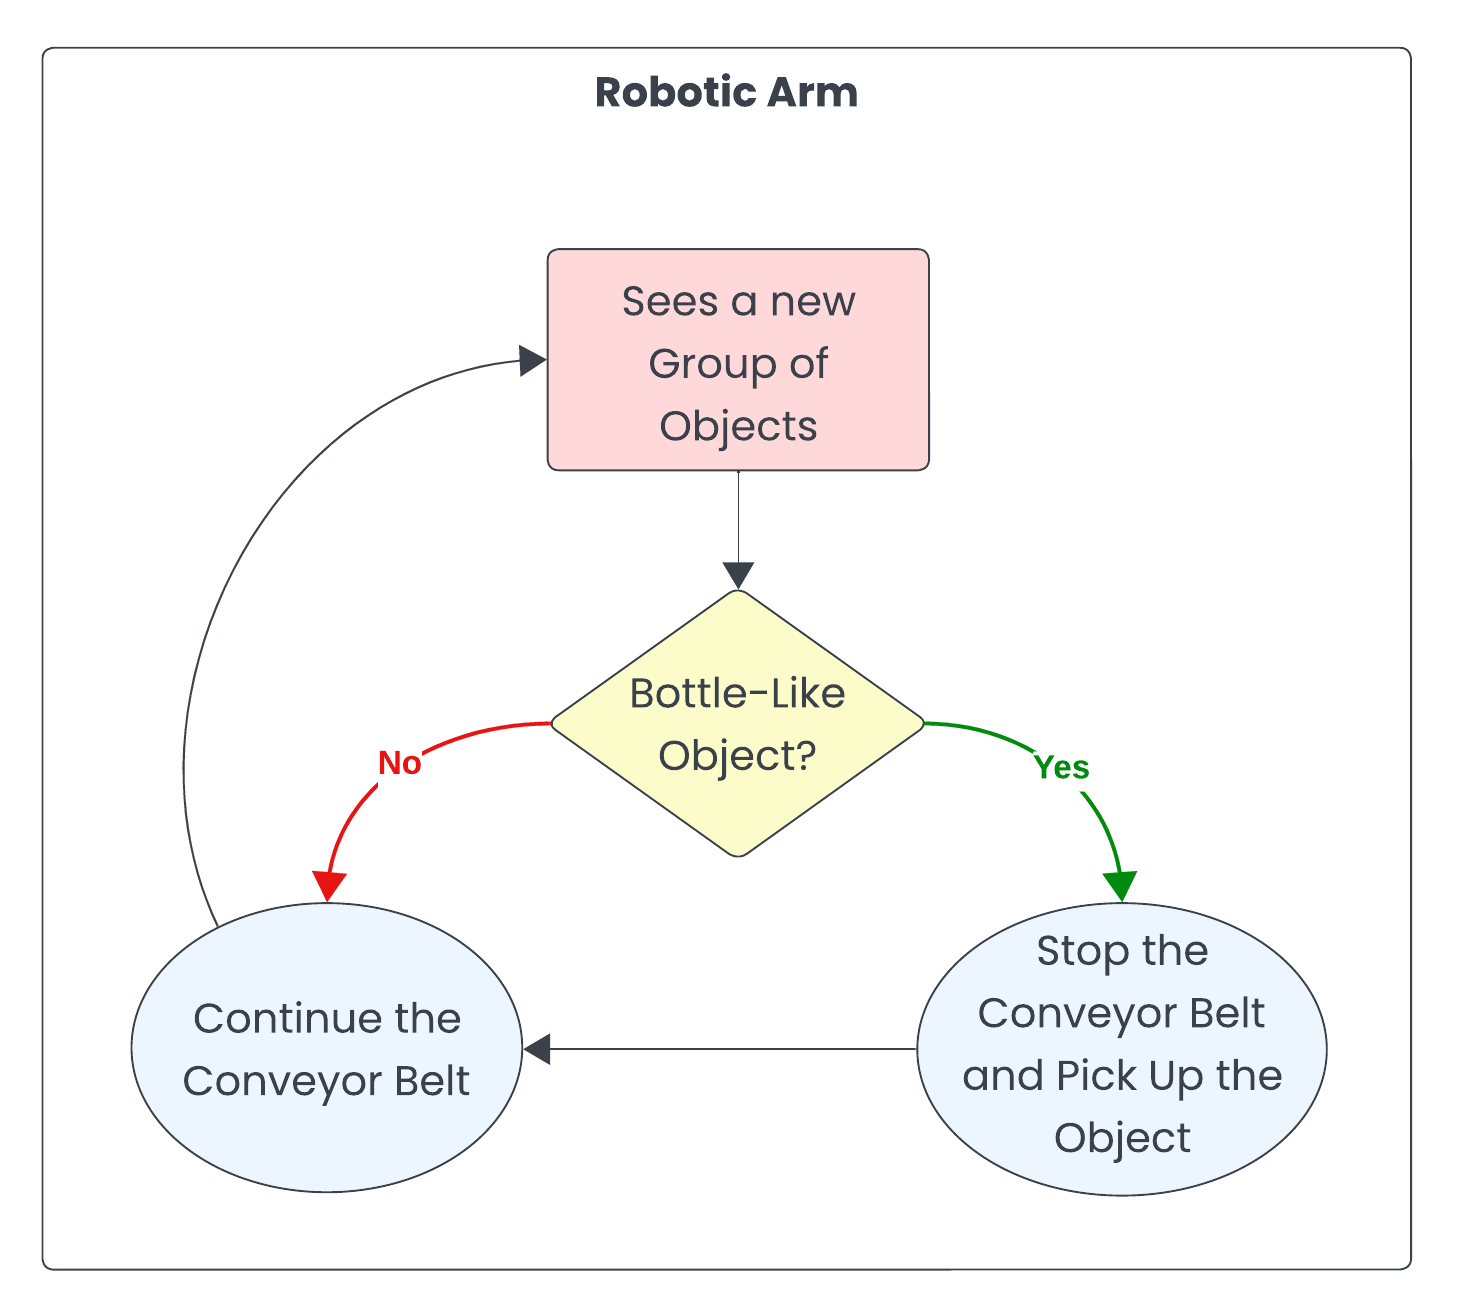 Robotic Arm
Sees a new
Group of
Objects
Bottle-Like
Object?
No
Yes
Continue the
Conveyor Belt
Stop the
Conveyor Belt
and Pick Up the
Object